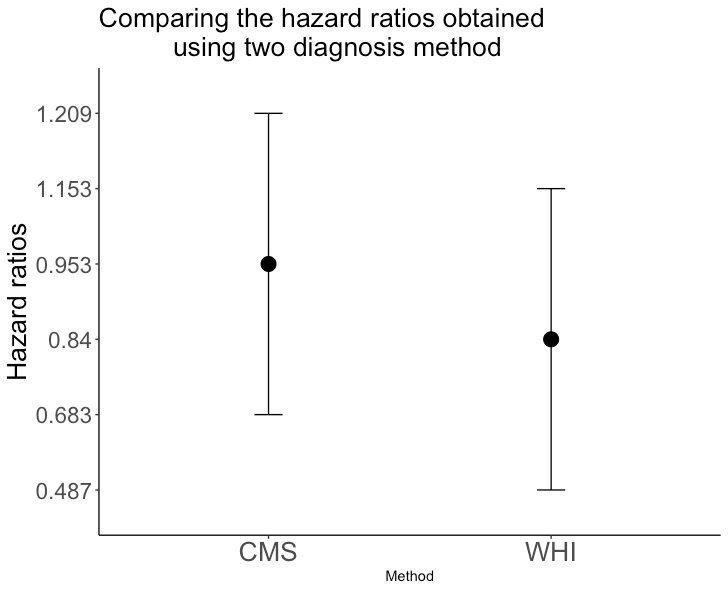 Comparing the hazard ratios obtained
using two diagnosis method
Hazard ratios
1.209
1.153
0.953
0.84
0.683
0.487
CMS WHI
Method